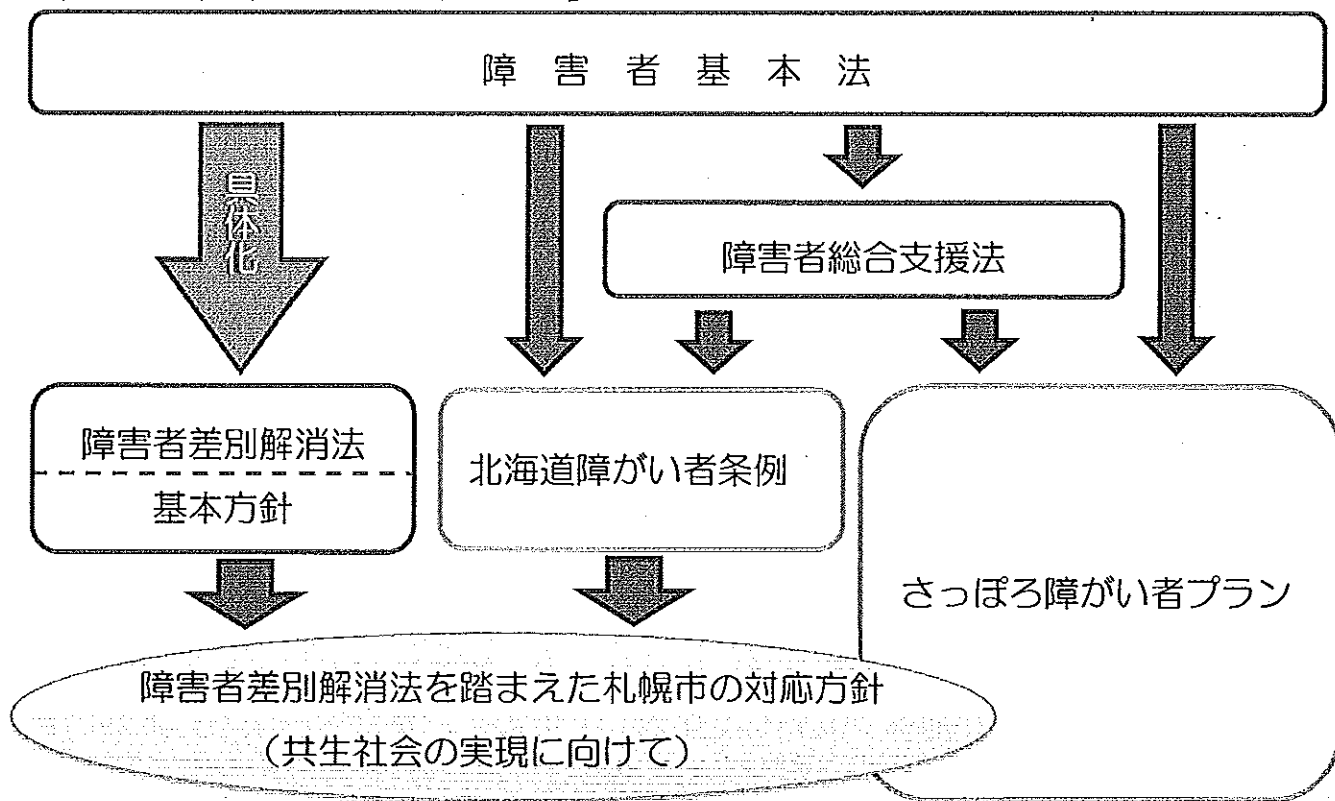 障害者基本法
具体化
障害者総合支援法
障害者差別解消法
基本方針
北海道障がい者条例
さっぽろ障がい者プラン
障害者差別解消法を踏まえた札幌市の対応方針
（共生社会の実現に向けて）